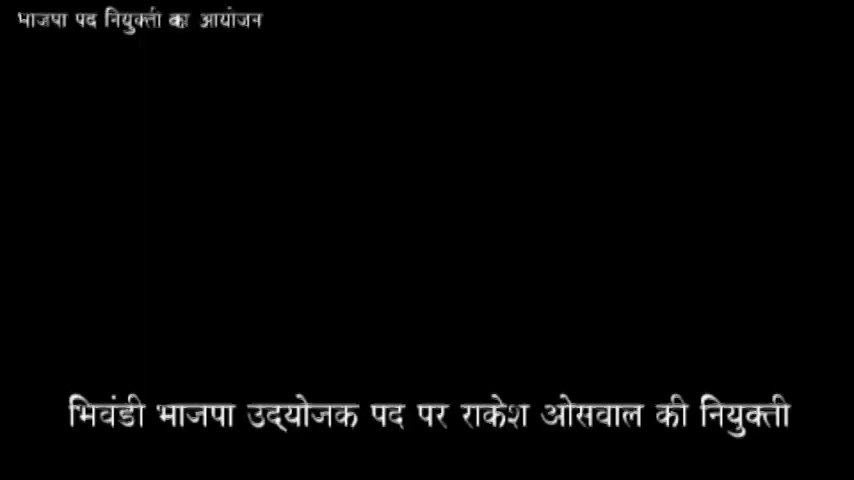 भाजपा पद नियुक्ती का आयोजन
भिवंडी भाजपा उद्योजक पद पर राकेश ओसवाल की नियुक्ती